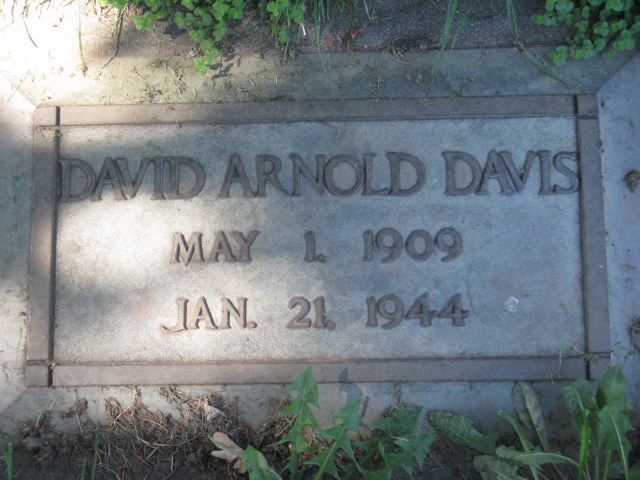 DAVID ARNOLD DAVIS
MAY 1. 1909
JAN. 21. 1944